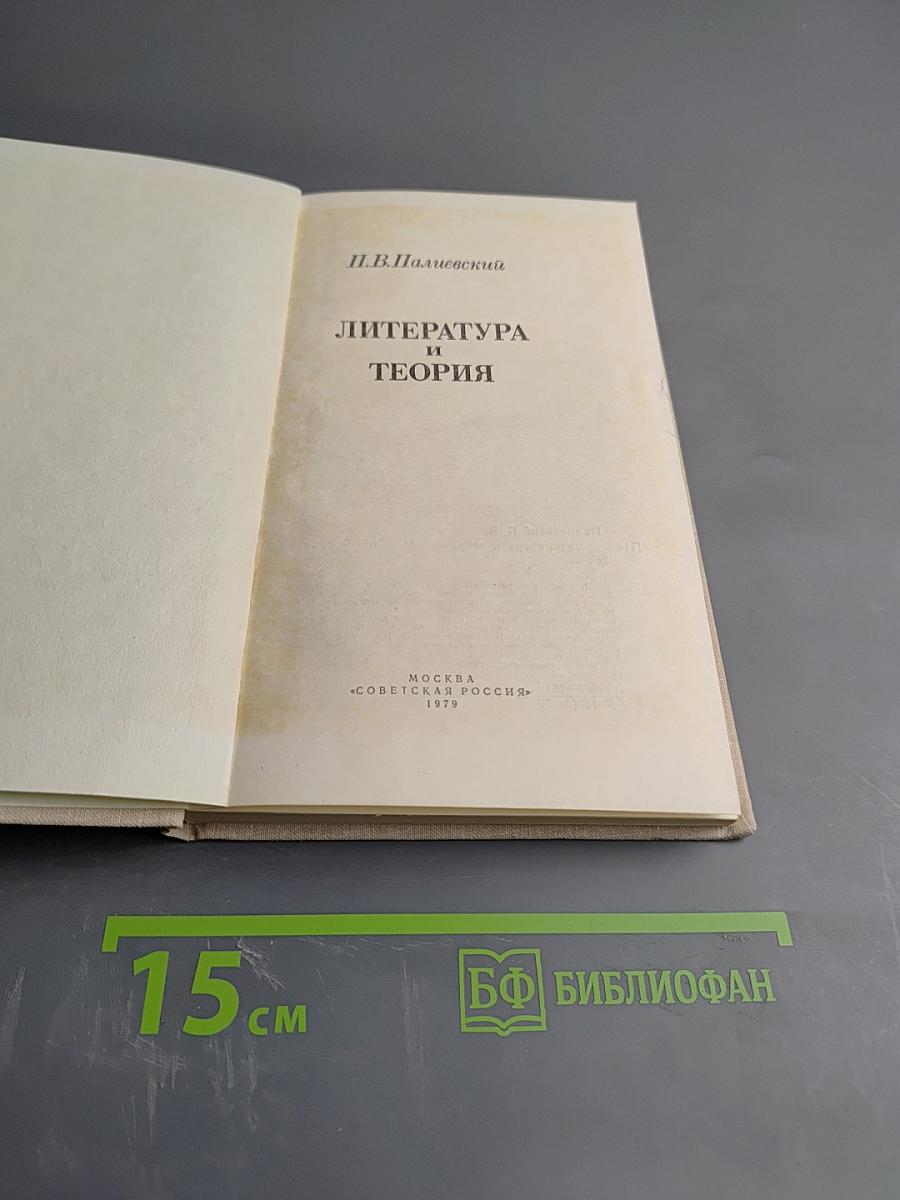 П.В.Палиевский
ЛИТЕРАТУРА
и
ТЕОРИЯ
МОСКВА
«СОВЕТСКАЯ РОССИЯ»
1979
15 см
БФ БИБЛИОФАН